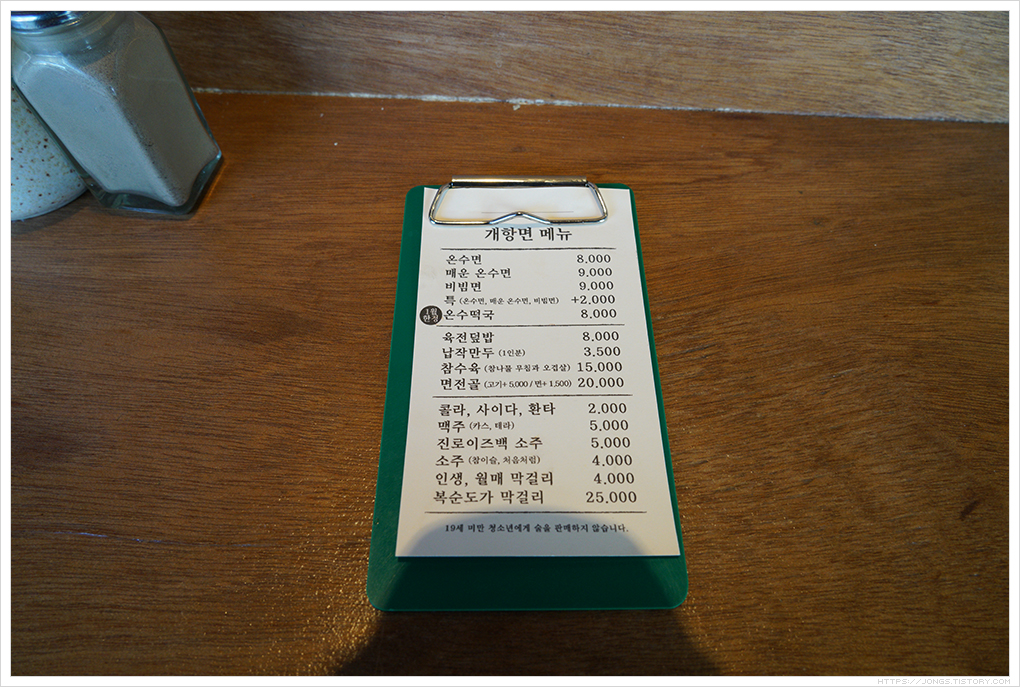 개항면 메뉴
온수면 8,000
매운 온수면 9,000
비빔면 9,000
특 (온수면, 매운 온수면, 비빔면) +2,000
1월 한정 온수떡국 8,000
육전덮밥 8,000
납작만두 (1인분) 3,500
참수육 (참나물 무침과 오겹살) 15,000
면전골 (고기+ 5,000 / 면+ 1,500) 20,000
콜라, 사이다, 환타 2,000
맥주 (카스, 테라) 5,000
진로이즈백 소주 5,000
소주 (참이슬, 처음처럼) 4,000
인생, 월매 막걸리 4,000
복순도가 막걸리 25,000
19세 미만 청소년에게 술을 판매하지 않습니다.
HTTPS://JONGS.TISTORY.COM